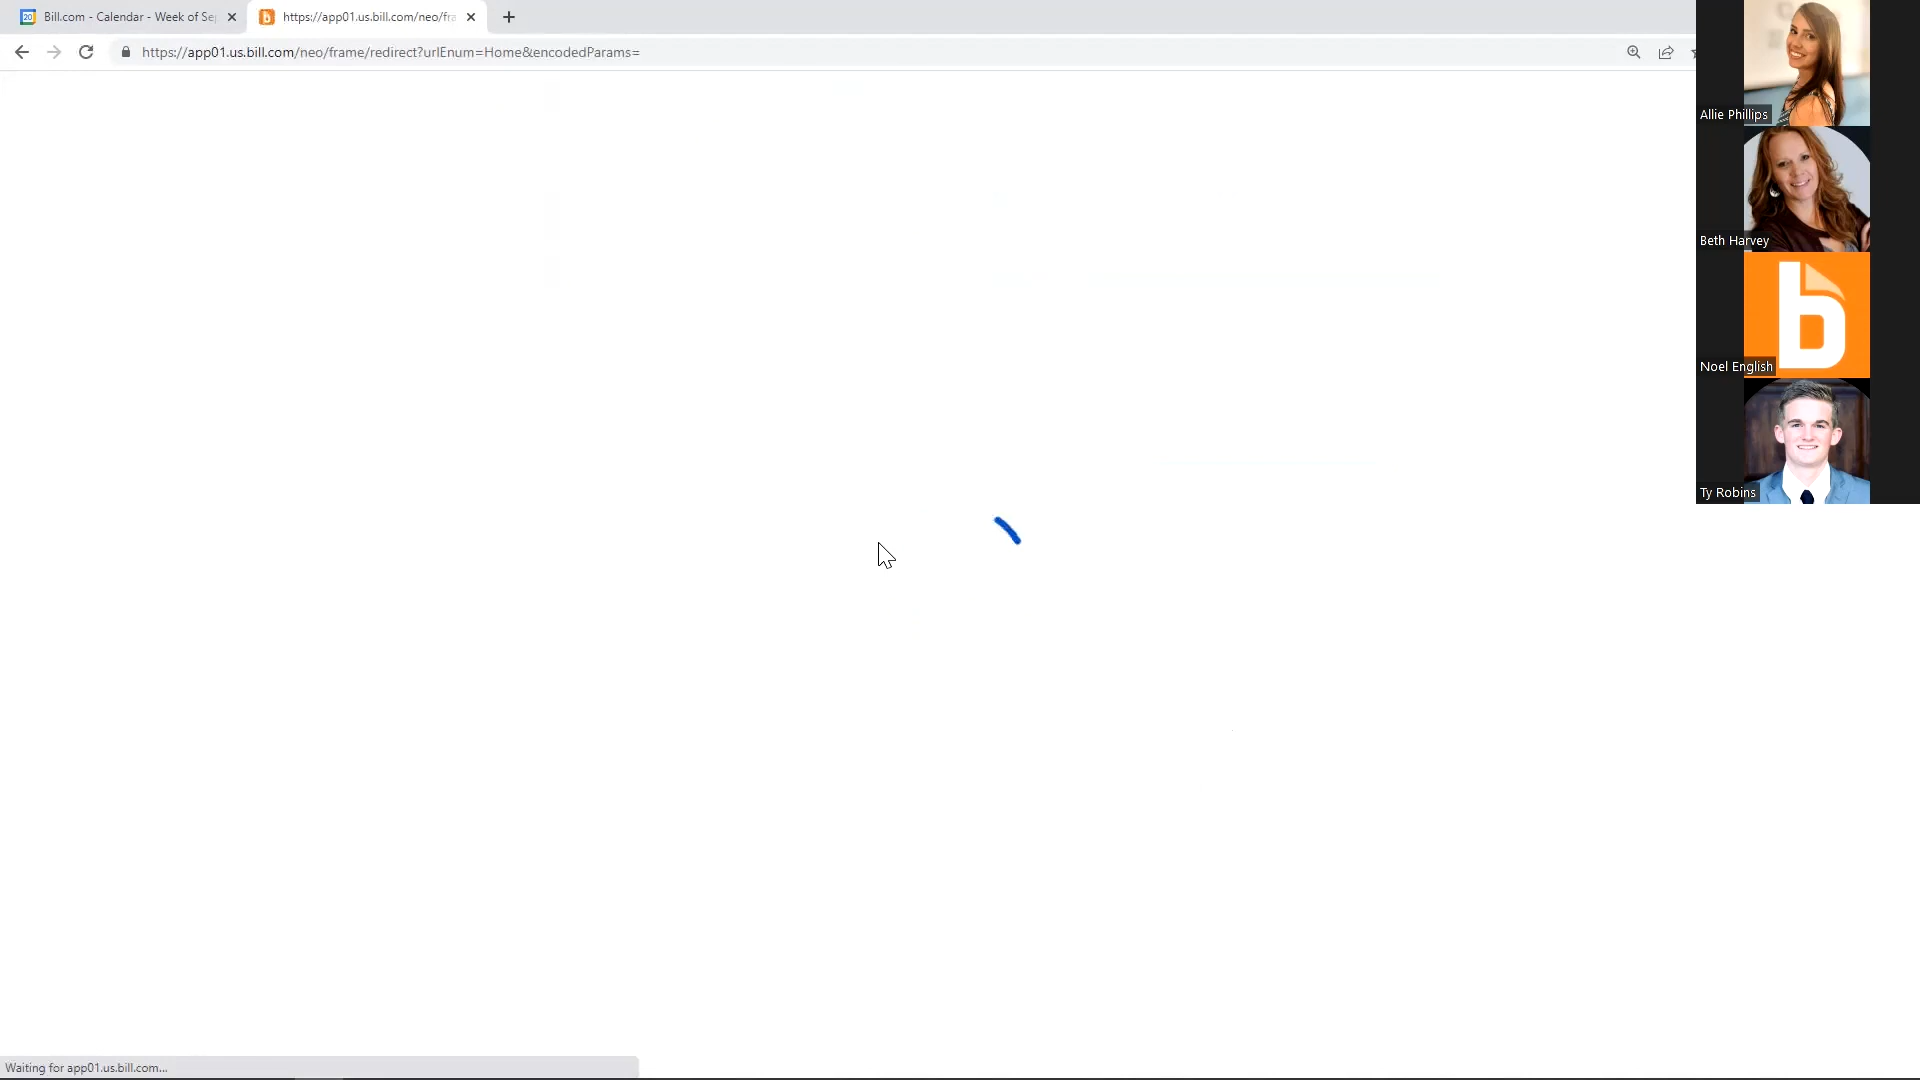 Bill.com - Calendar - Week of Se
https://app01.us.bill.com/neo/fra
https://app01.us.bill.com/neo/frame/redirect?urlEnum=Home&encodedParams=
Allie Phillips
Beth Harvey
Noel English
Ty Robins
Waiting for app01.us.bill.com...